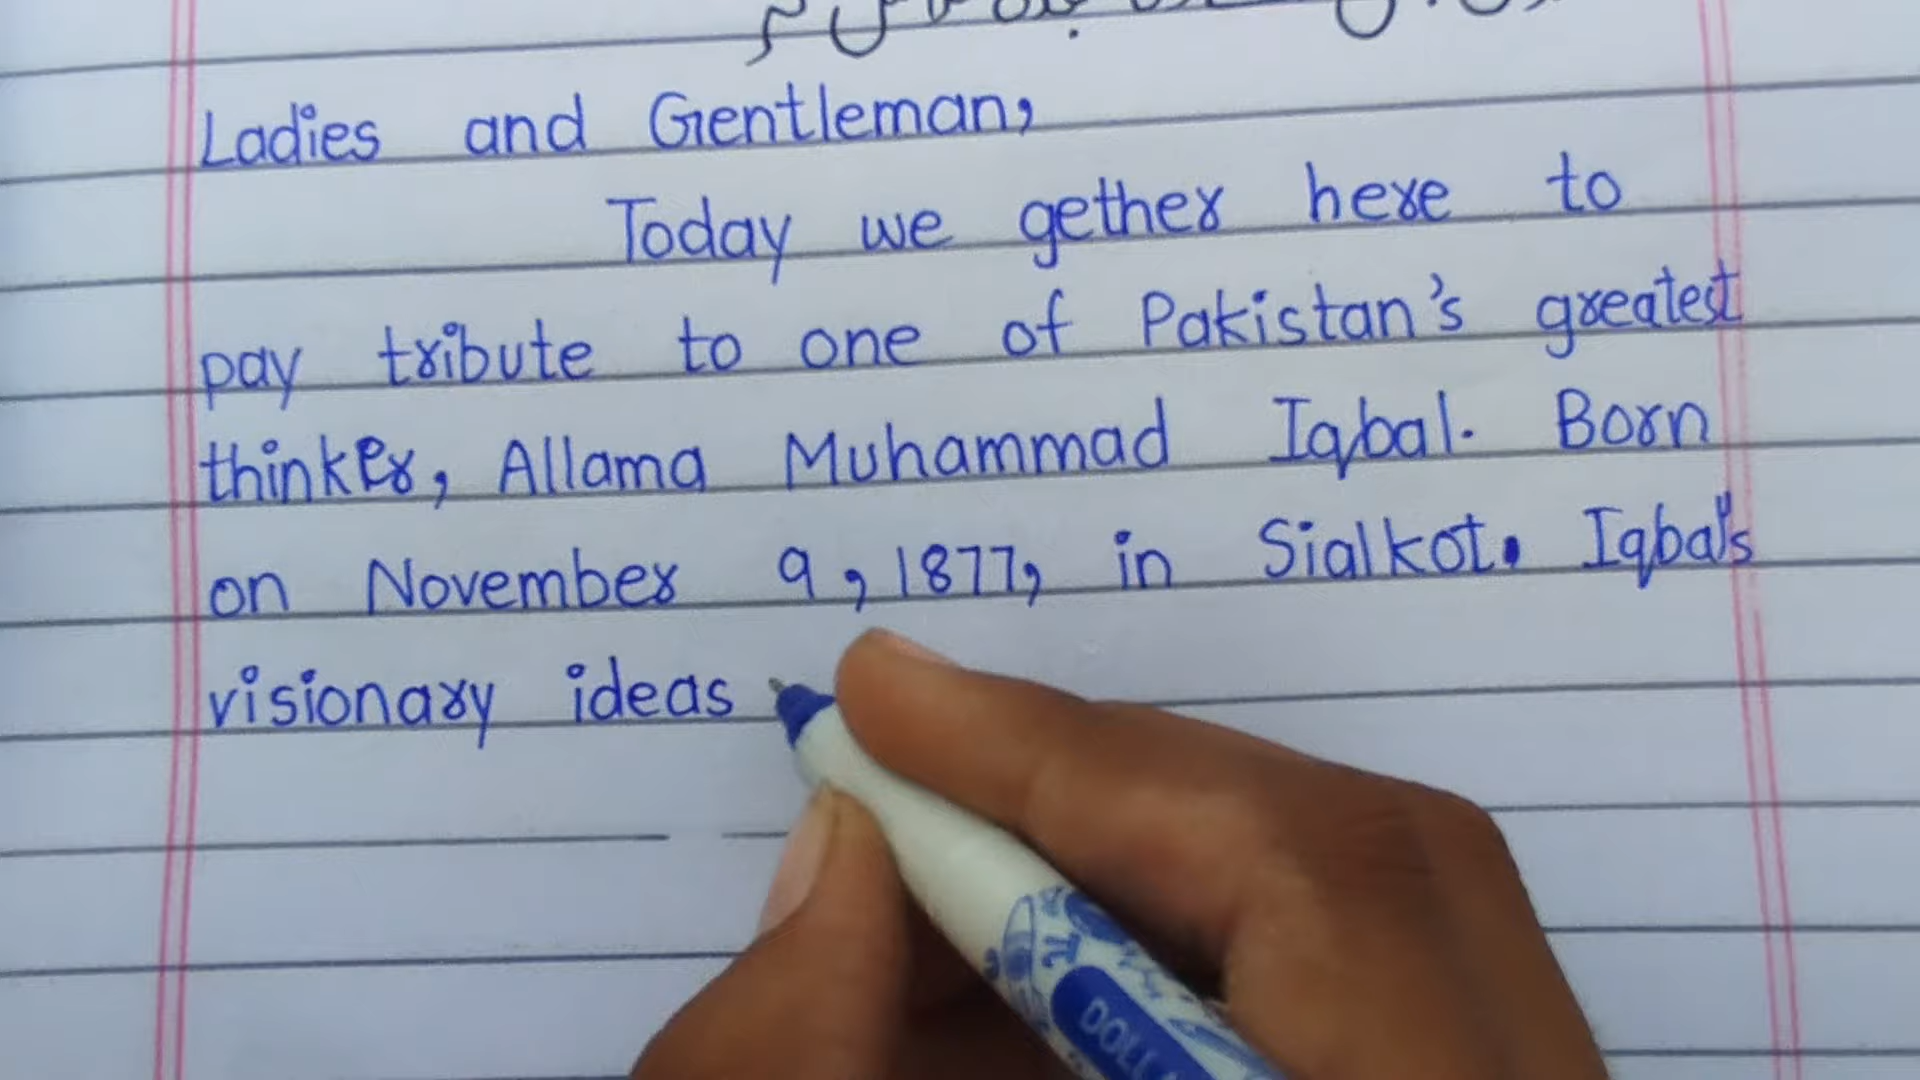 Ladies and Gentleman,
Today we gether here to
pay tribute to one of Pakistan's greatest
thinker, Allama Muhammad Iqbal. Born
on November 9, 1877, in Sialkot. Iqbal's
visionary ideas